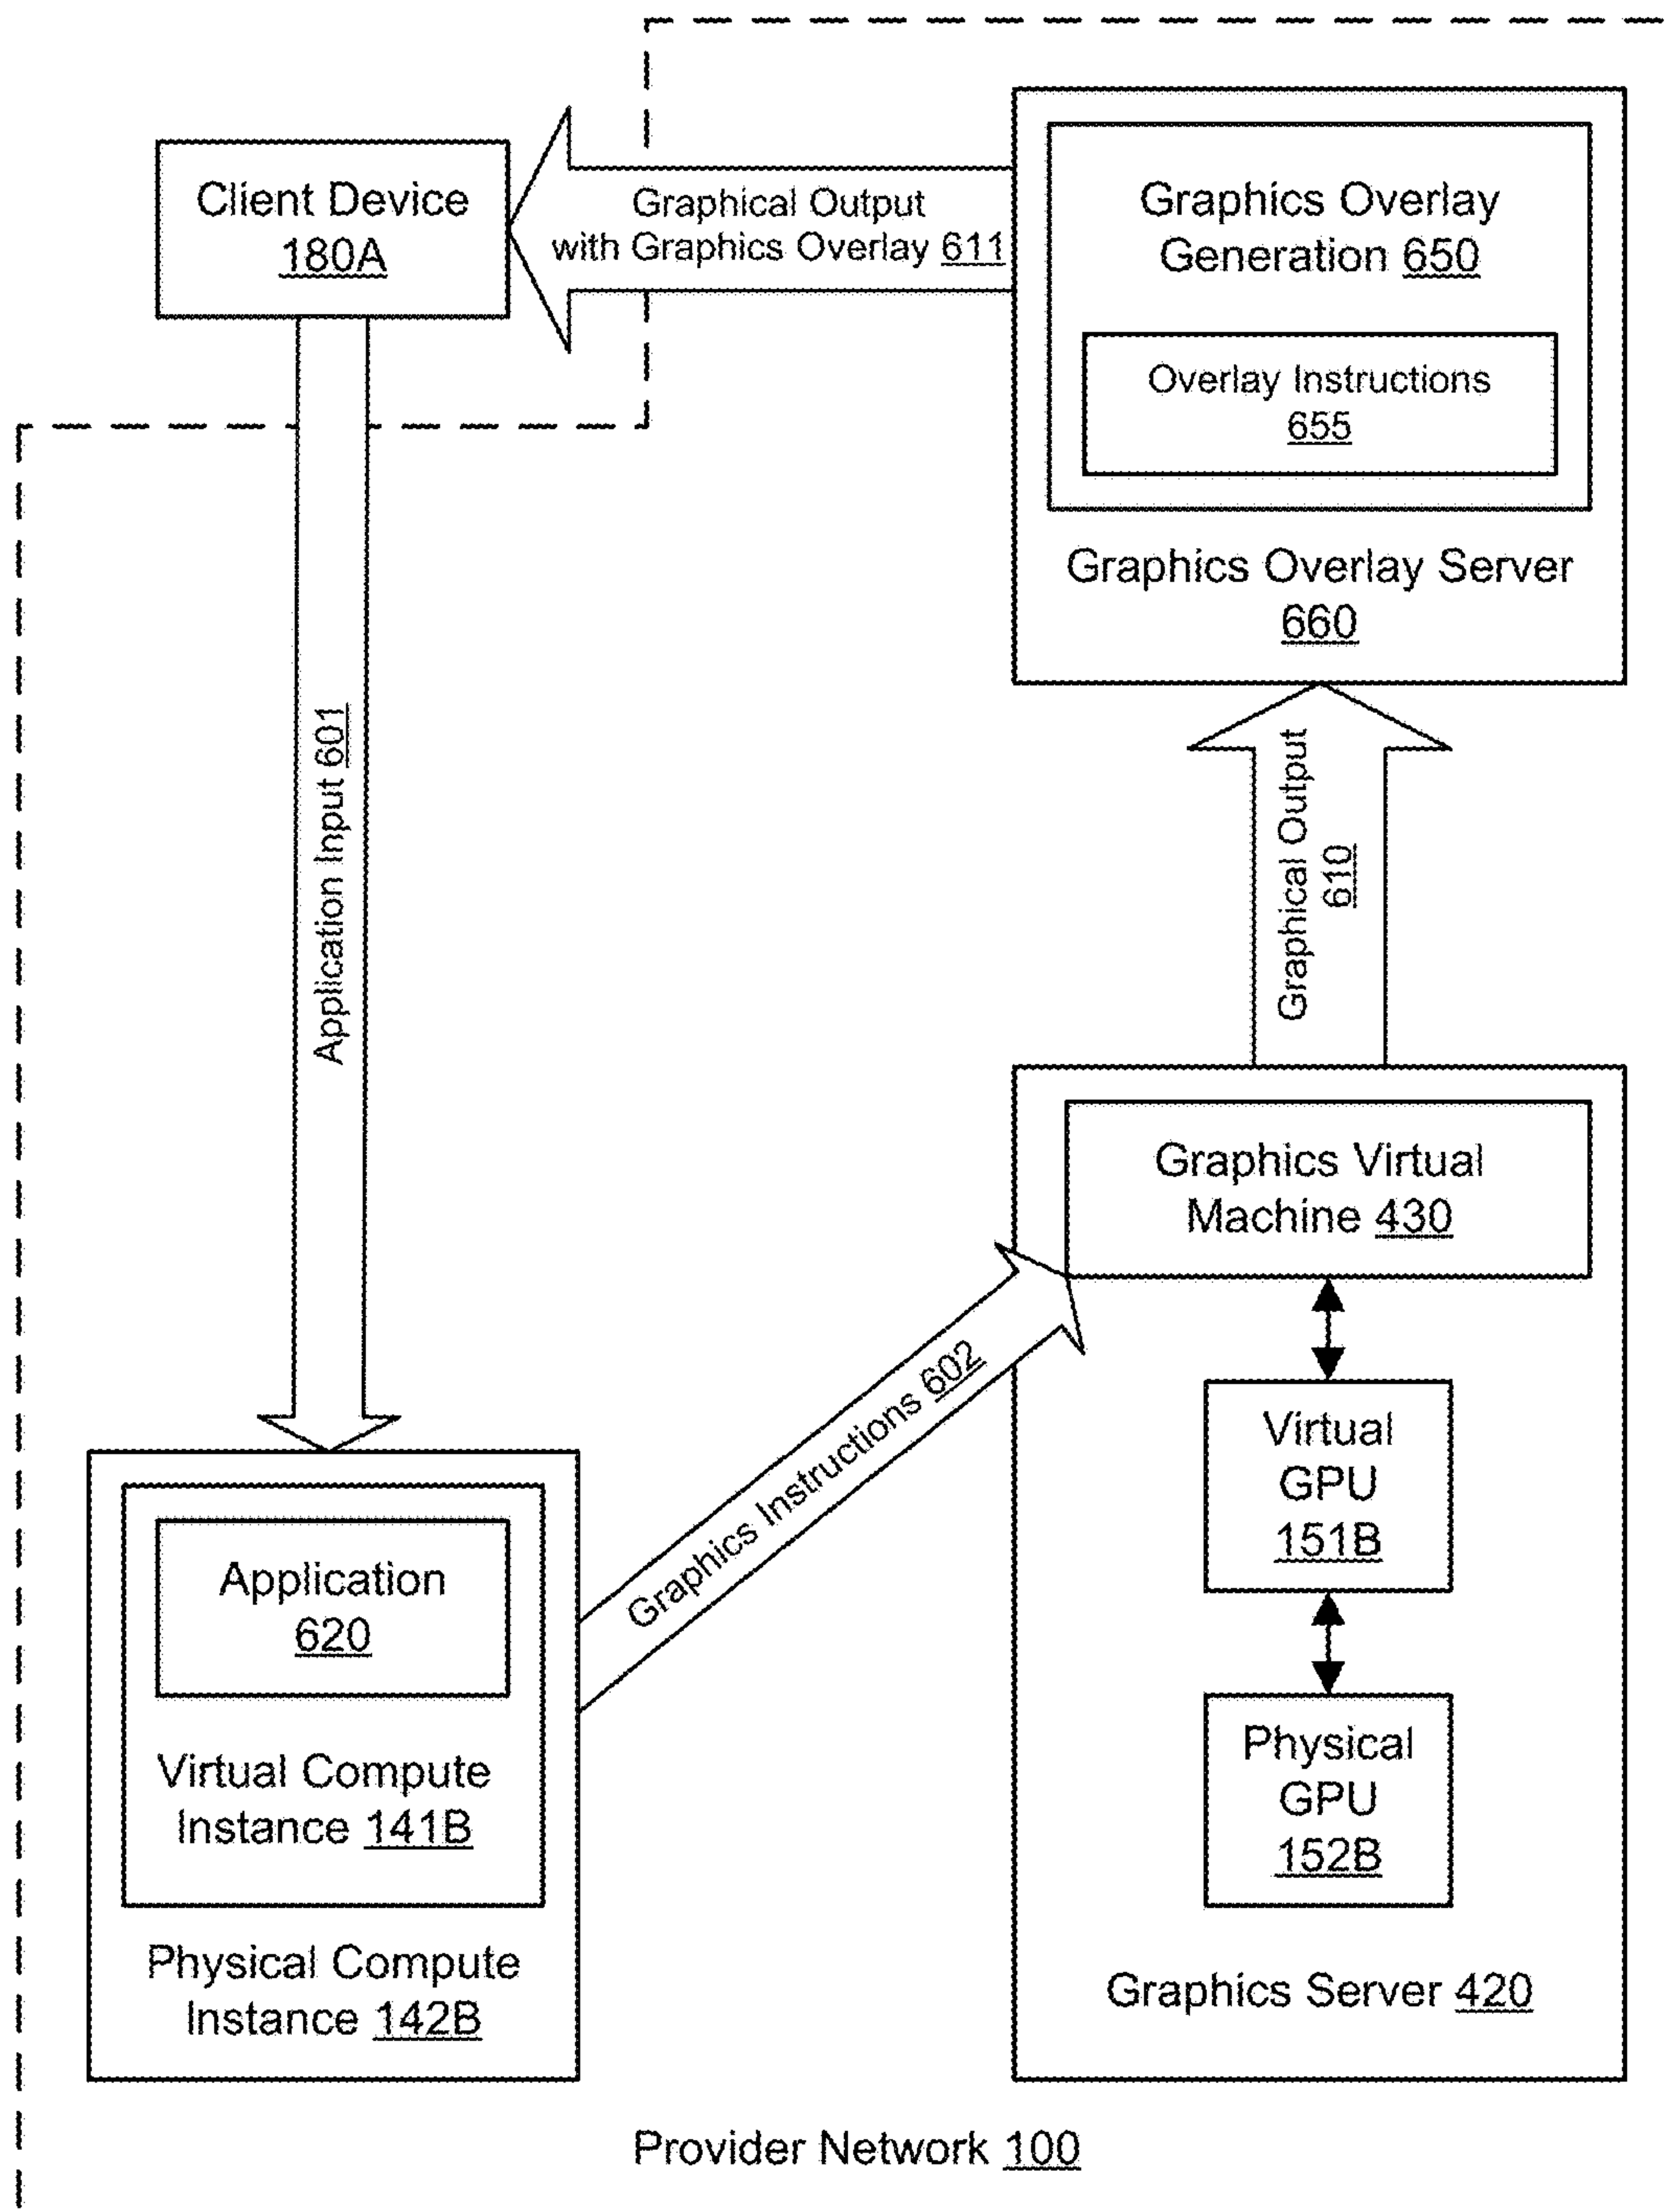 Client Device
180A
Graphical Output
with Graphics Overlay 611
Graphics Overlay
Generation 650
Overlay Instructions
655
Graphics Overlay Server
660
Application Input 601
Graphical Output
610
Graphics Virtual
Machine 430
Graphics Instructions 602
Virtual
GPU
151B
Application
620
Virtual Compute
Instance 141B
Physical Compute
Instance 142B
Physical
GPU
152B
Graphics Server 420
Provider Network 100